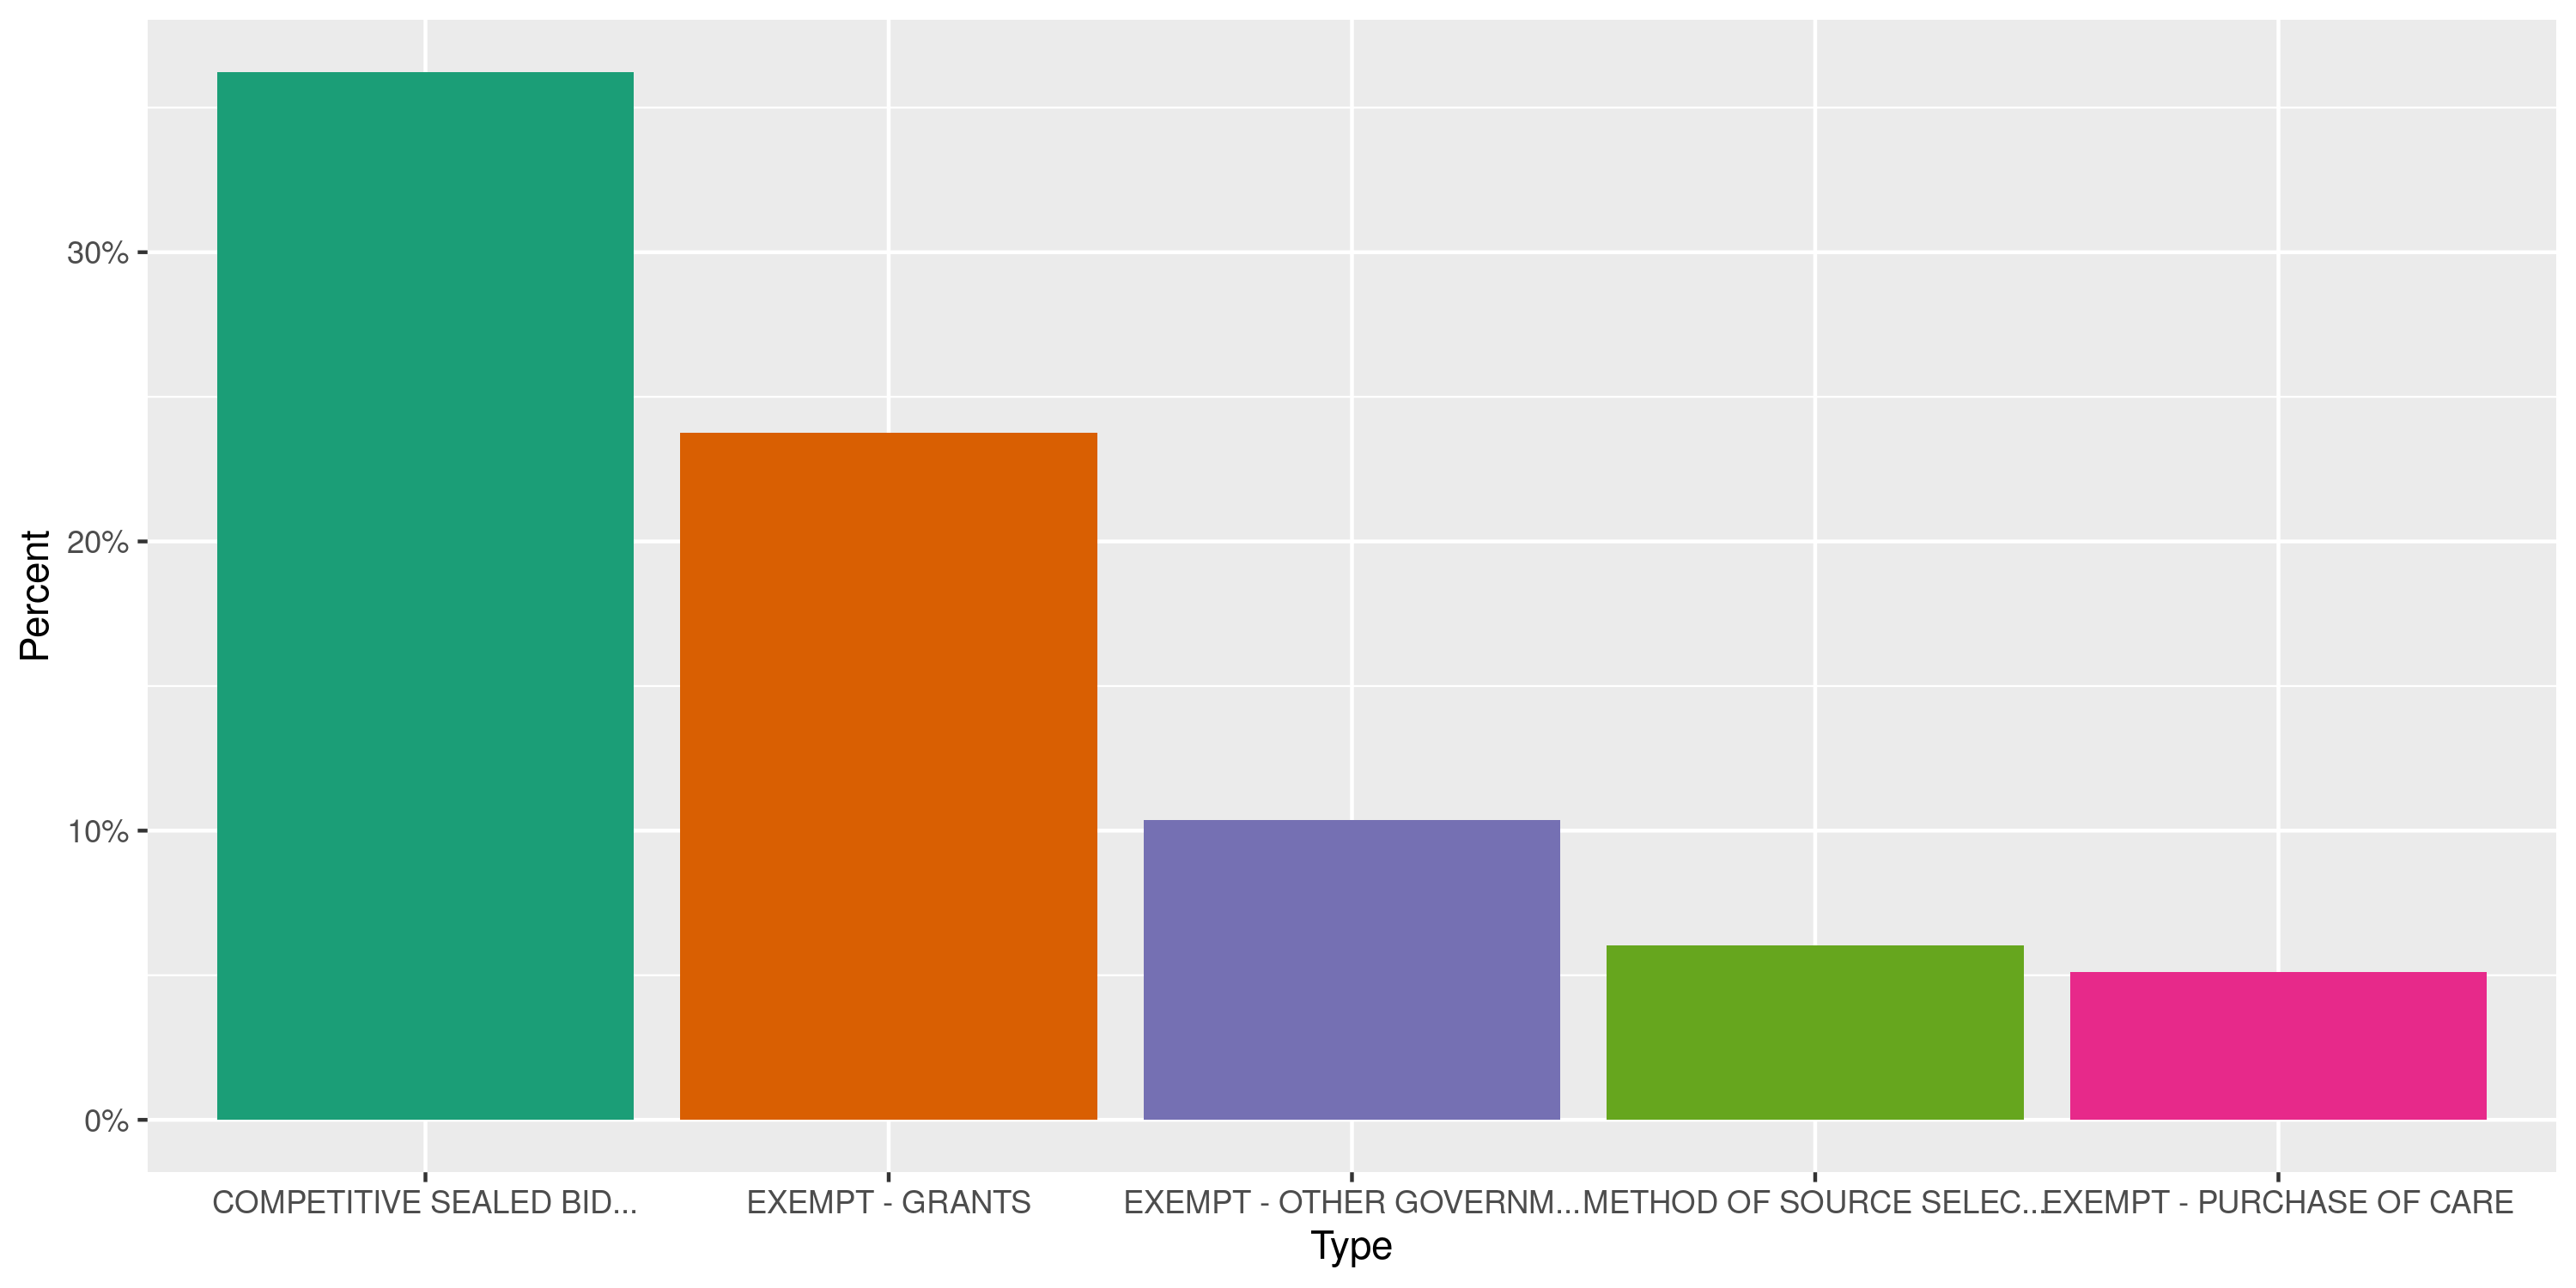 Percent
30%
20%
10%
0%
COMPETITIVE SEALED BID...
EXEMPT - GRANTS
EXEMPT - OTHER GOVERNM...
METHOD OF SOURCE SELEC...
EXEMPT - PURCHASE OF CARE
Type